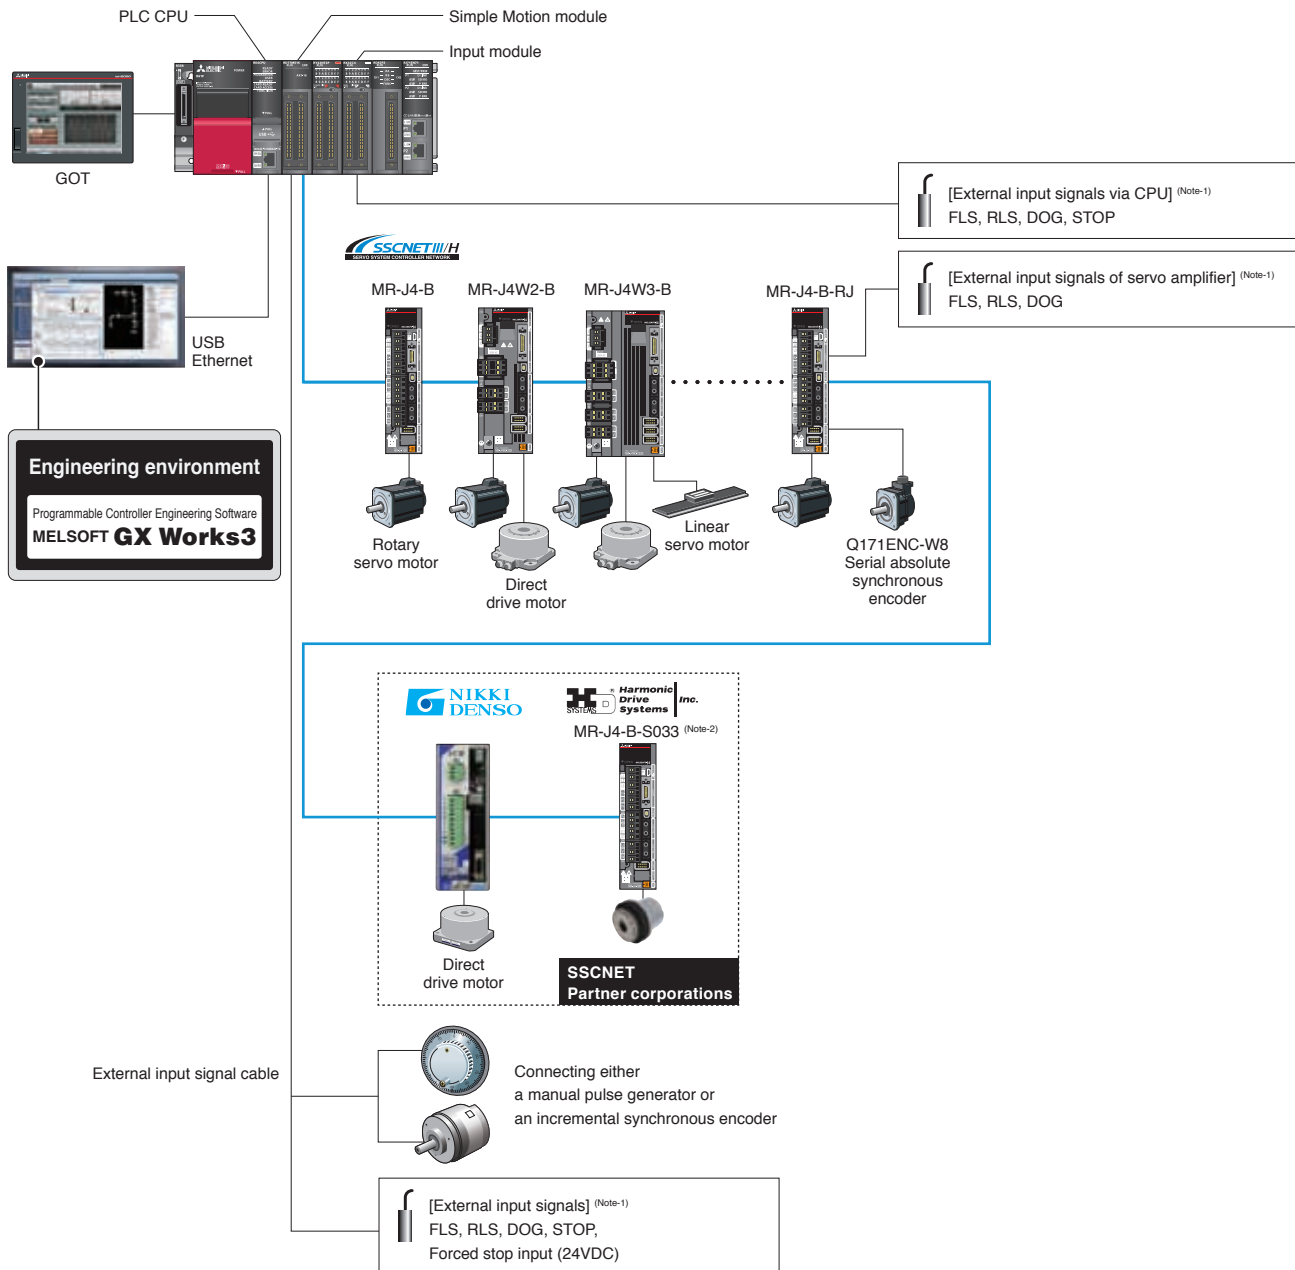 PLC CPU
Simple Motion module
Input module
GOT
[External input signals via CPU] (Note-1)
FLS, RLS, DOG, STOP
SSCNETIII/H
SERVO SYSTEM CONTROLLER NETWORK
[External input signals of servo amplifier] (Note-1)
FLS, RLS, DOG
MR-J4-B
MR-J4W2-B
MR-J4W3-B
MR-J4-B-RJ
USB
Ethernet
Engineering environment
Programmable Controller Engineering Software
MELSOFT GX Works3
Rotary
servo motor
Direct
drive motor
Linear
servo motor
Q171ENC-W8
Serial absolute
synchronous
encoder
NIKKI
DENSO
SYSTEMS
Harmonic
Drive
Systems
Inc.
MR-J4-B-S033 (Note-2)
Direct
drive motor
SSCNET
Partner corporations
External input signal cable
Connecting either
a manual pulse generator or
an incremental synchronous encoder
[External input signals] (Note-1)
FLS, RLS, DOG, STOP,
Forced stop input (24VDC)